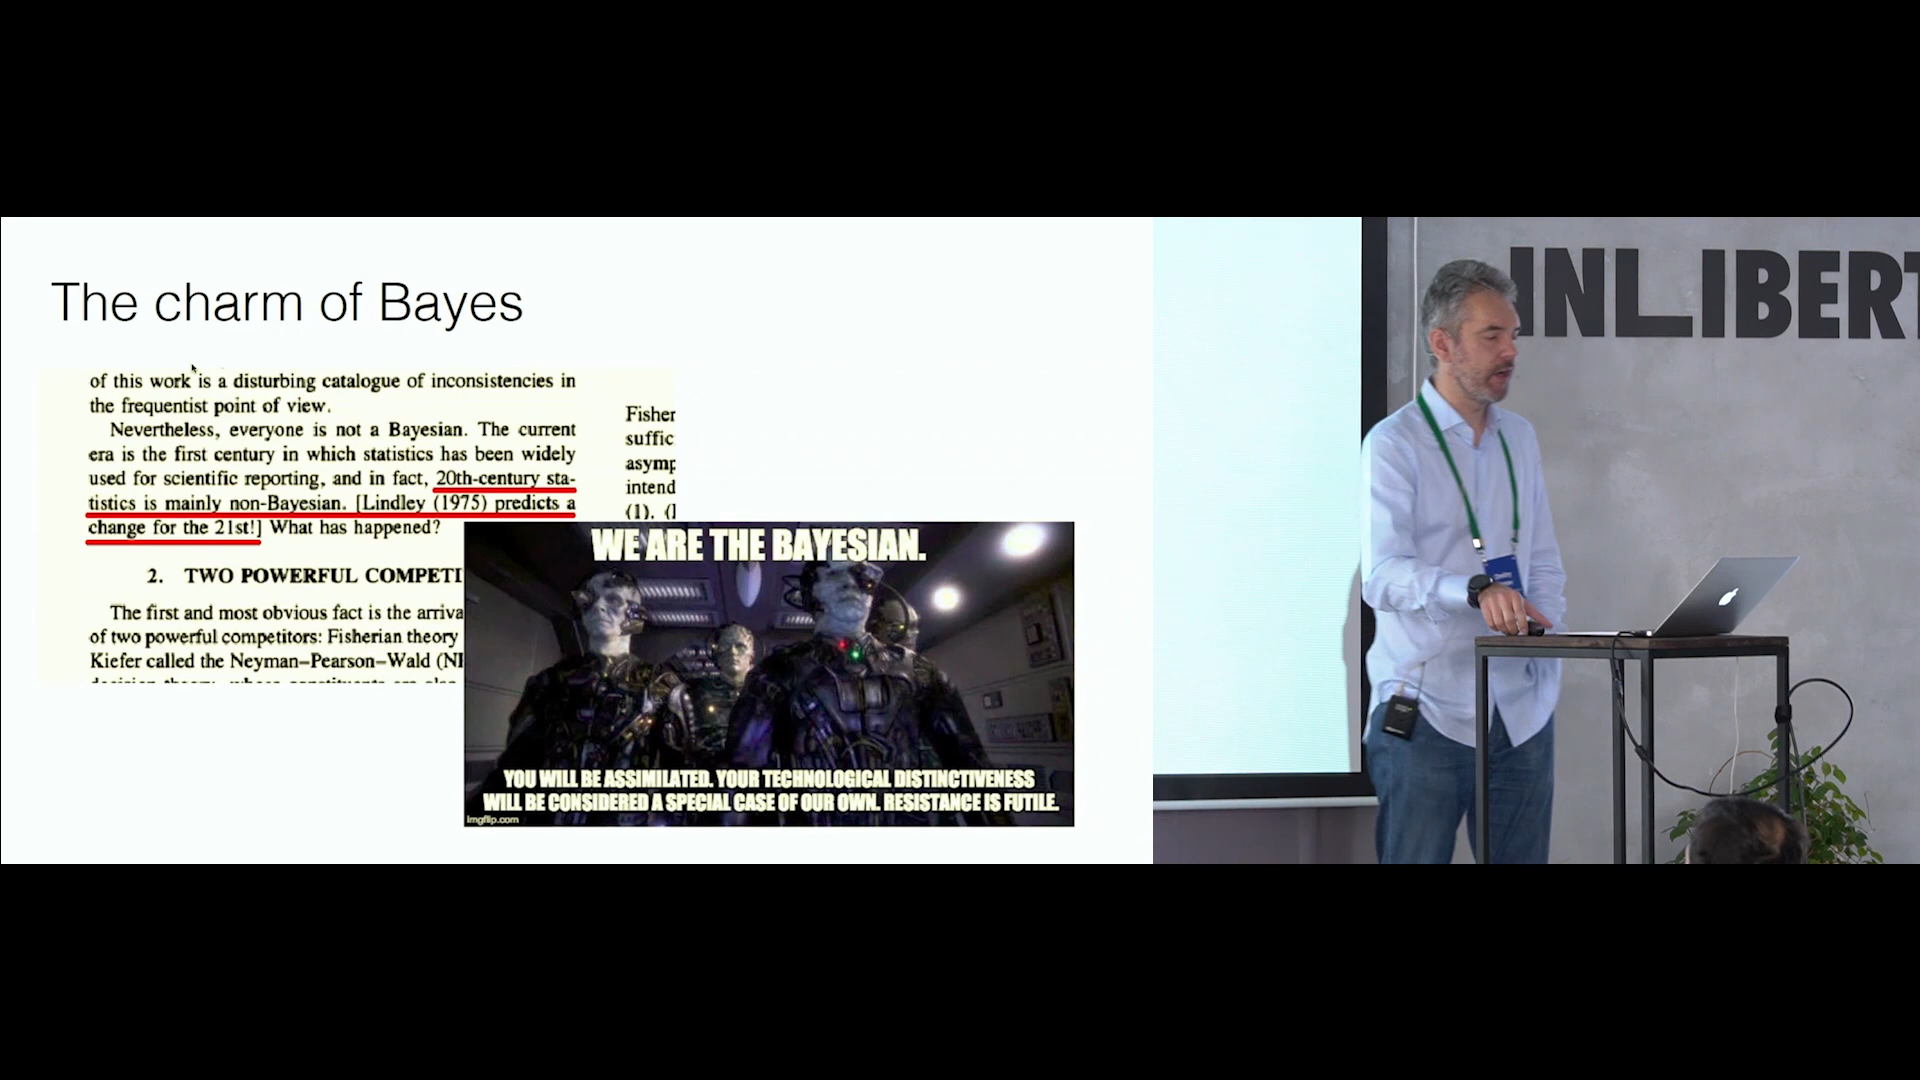 The charm of Bayes
of this work is a disturbing catalogue of inconsistencies in
the frequentist point of view.
Nevertheless, everyone is not a Bayesian. The current
era is the first century in which statistics has been widely
used for scientific reporting, and in fact, 20th-century sta-
tistics is mainly non-Bayesian. [Lindley (1975) predicts a
change for the 21st!] What has happened?
2. TWO POWERFUL COMPETI
The first and most obvious fact is the arriva
of two powerful competitors: Fisherian theory
Kiefer called the Neyman–Pearson–Wald (NI
Fisher
suffic
asymp
intend
(1). (I
WE ARE THE BAYESIAN.
YOU WILL BE ASSIMILATED. YOUR TECHNOLOGICAL DISTINCTIVENESS
WILL BE CONSIDERED A SPECIAL CASE OF OUR OWN. RESISTANCE IS FUTILE.
imgflip.com
INLIBERT